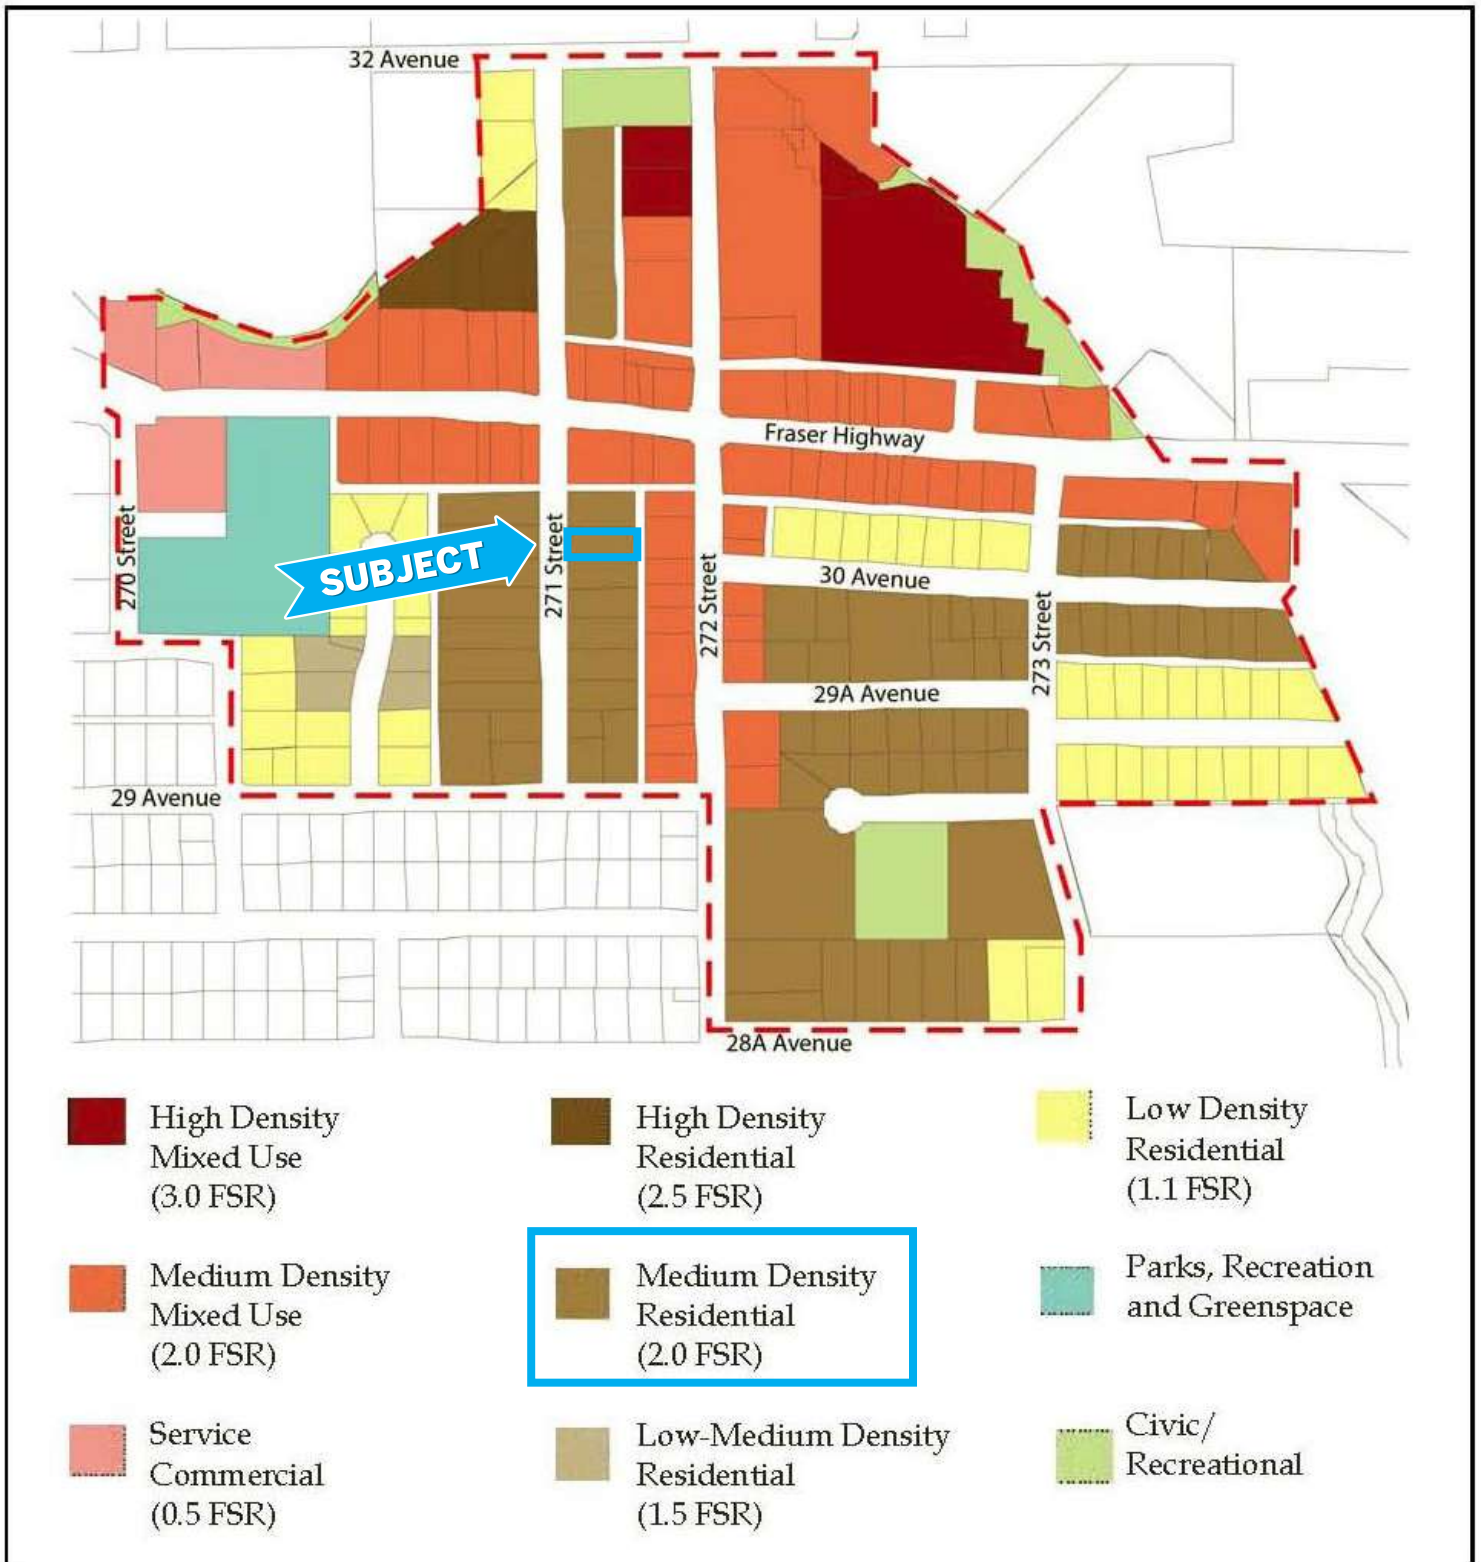 32 Avenue
Fraser Highway
270 Street
SUBJECT
271 Street
272 Street
30 Avenue
273 Street
29A Avenue
29 Avenue
28A Avenue
High Density
Mixed Use
(3.0 FSR)
High Density
Residential
(2.5 FSR)
Low Density
Residential
(1.1 FSR)
Medium Density
Mixed Use
(2.0 FSR)
Medium Density
Residential
(2.0 FSR)
Parks, Recreation
and Greenspace
Service
Commercial
(0.5 FSR)
Low-Medium Density
Residential
(1.5 FSR)
Civic/
Recreational